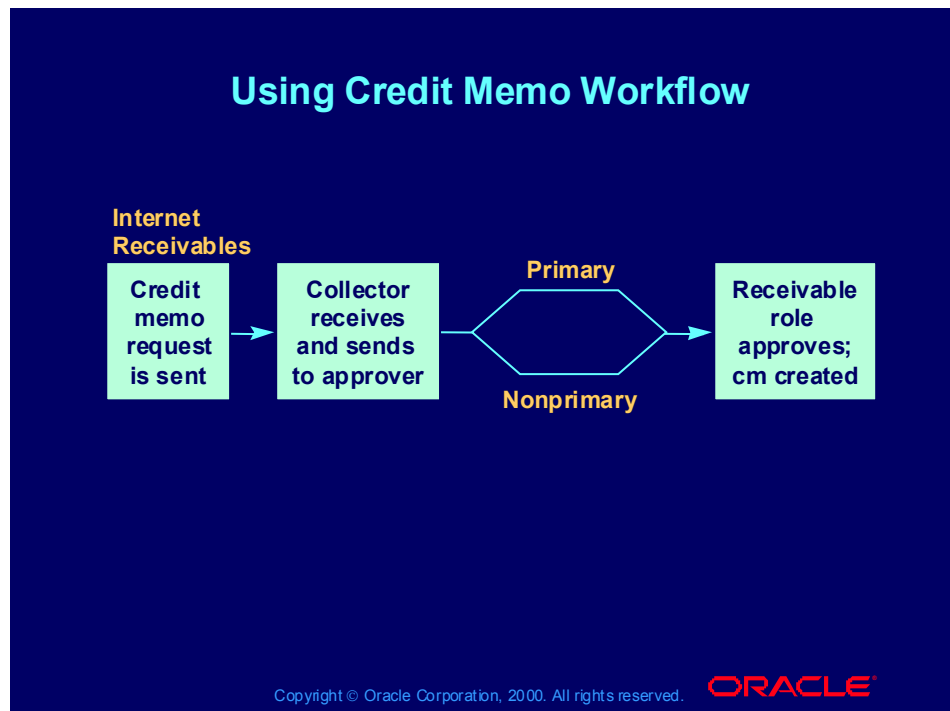 Using Credit Memo Workflow
Internet
Receivables
Credit
memo
request
is sent
Collector
receives
and sends
to approver
Primary
Nonprimary
Receivable
role
approves;
cm created
Copyright © Oracle Corporation, 2000. All rights reserved.
ORACLE®